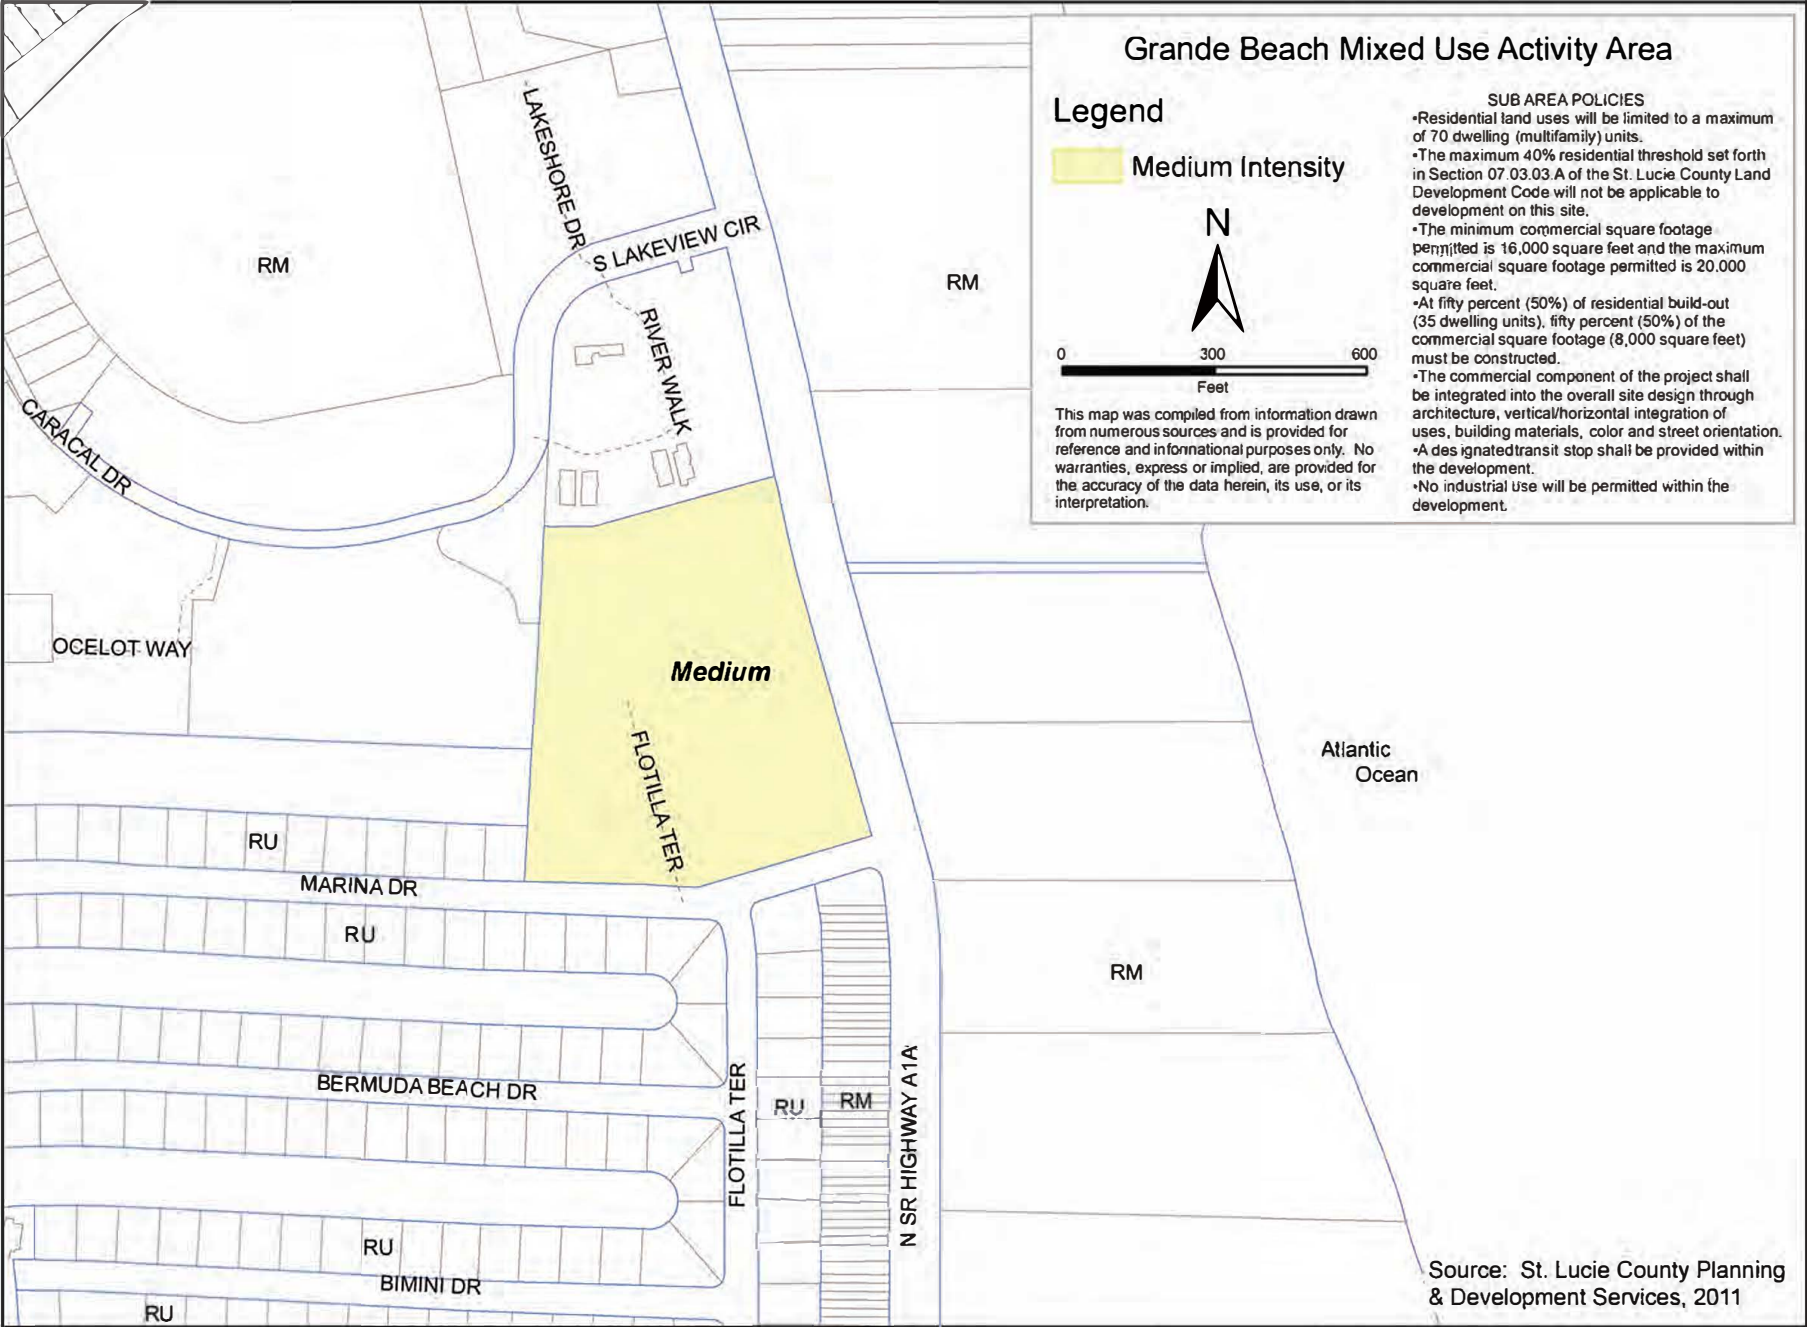 Grande Beach Mixed Use Activity Area
Legend
Medium Intensity
N
0 300 600
Feet
This map was compiled from information drawn
from numerous sources and is provided for
reference and informational purposes only. No
warranties, express or implied, are provided for
the accuracy of the data herein, its use, or its
interpretation.
SUB AREA POLICIES
•Residential land uses will be limited to a maximum
of 70 dwelling (multifamily) units.
•The maximum 40% residential threshold set forth
in Section 07.03.03.A of the St. Lucie County Land
Development Code will not be applicable to
development on this site.
•The minimum commercial square footage
permitted is 16,000 square feet and the maximum
commercial square footage permitted is 20.000
square feet.
•At fifty percent (50%) of residential build-out
(35 dwelling units), fifty percent (50%) of the
commercial square footage (8,000 square feet)
must be constructed.
•The commercial component of the project shall
be integrated into the overall site design through
architecture, vertical/horizontal integration of
uses, building materials, color and street orientation.
•A designated transit stop shall be provided within
the development.
•No industrial use will be permitted within the
development.
LAKESHORE DR
S LAKEVIEW CIR
RM
RM
RIVER WALK
CARACAL DR
OCELOT WAY
Medium
FLOTILLA TER
Atlantic
Ocean
RU
MARINA DR
RU
RM
BERMUDA BEACH DR
FLOTILLA TER
RU
RM
N SR HIGHWAY A1A
RU
BIMINI DR
RU
Source: St. Lucie County Planning
& Development Services, 2011